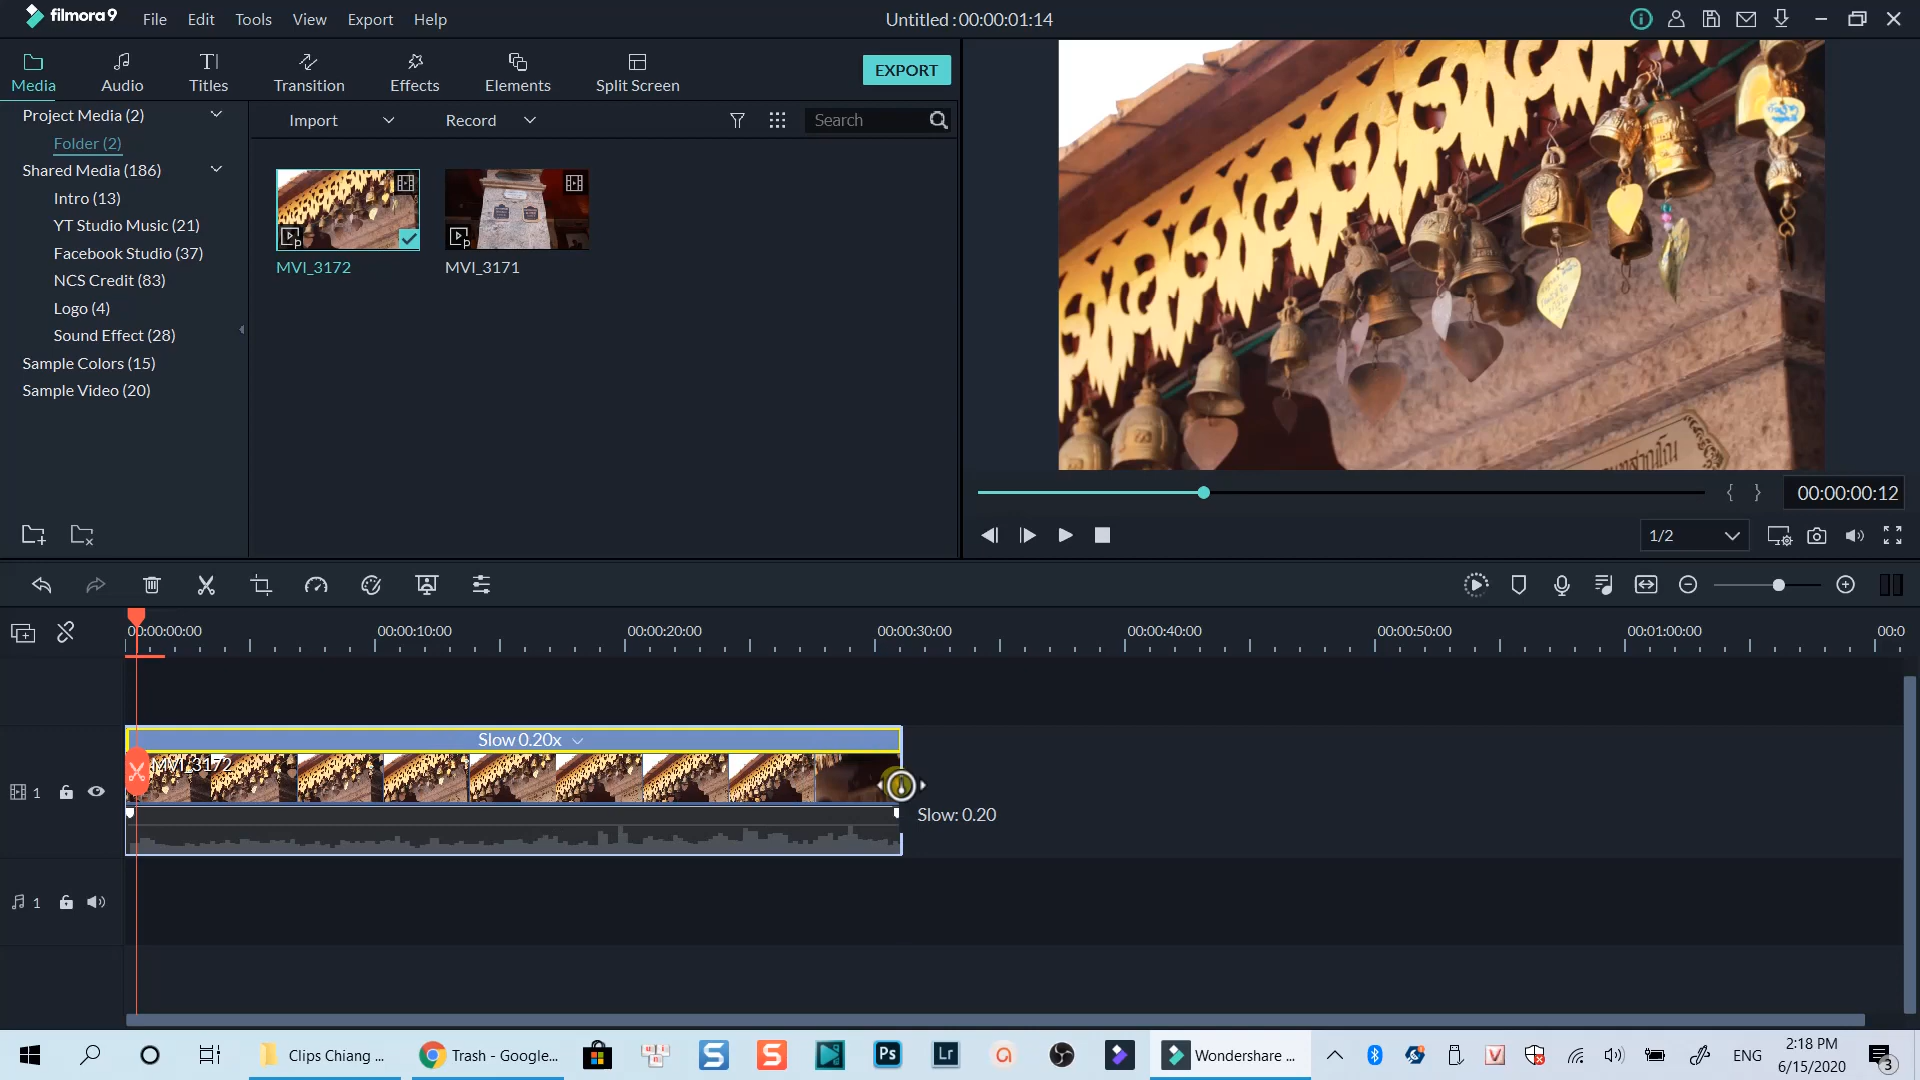 filmora9
File
Edit
Tools
View
Export
Help
Untitled : 00:00:01:14
Media
Audio
Titles
Transition
Effects
Elements
Split Screen
EXPORT
Project Media (2)
Folder (2)
Shared Media (186)
Intro (13)
YT Studio Music (21)
Facebook Studio (37)
NCS Credit (83)
Logo (4)
Sound Effect (28)
Sample Colors (15)
Sample Video (20)
Import
Record
Search
MVI_3172
MVI_3171
{ }
00:00:00:12
1/2
00:00:00:00
00:00:10:00
00:00:20:00
00:00:30:00
00:00:40:00
00:00:50:00
00:01:00:00
00:0
Slow 0.20x
MVI_3172
Slow: 0.20
1
1
Clips Chiang ...
Trash - Google...
Ps
Lr
Wondershare ...
ENG
2:18 PM
6/15/2020
3